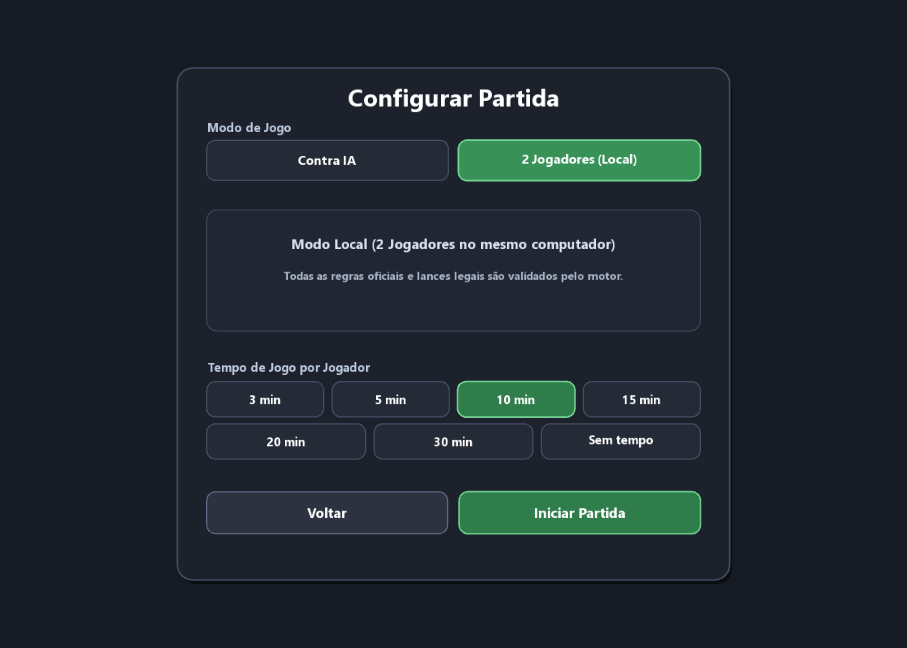 Configurar Partida
Modo de Jogo
Contra IA
2 Jogadores (Local)
Modo Local (2 Jogadores no mesmo computador)
Todas as regras oficiais e lances legais são validados pelo motor.
Tempo de Jogo por Jogador
3 min
5 min
10 min
15 min
20 min
30 min
Sem tempo
Voltar
Iniciar Partida